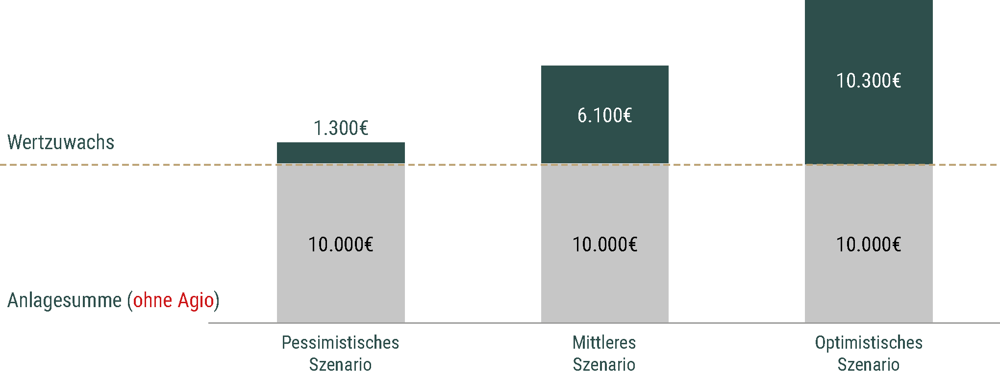 10.300€
6.100€
1.300€
Wertzuwachs
10.000€
10.000€
10.000€
Anlagesumme (ohne Agio)
Pessimistisches
Szenario
Mittleres
Szenario
Optimistisches
Szenario